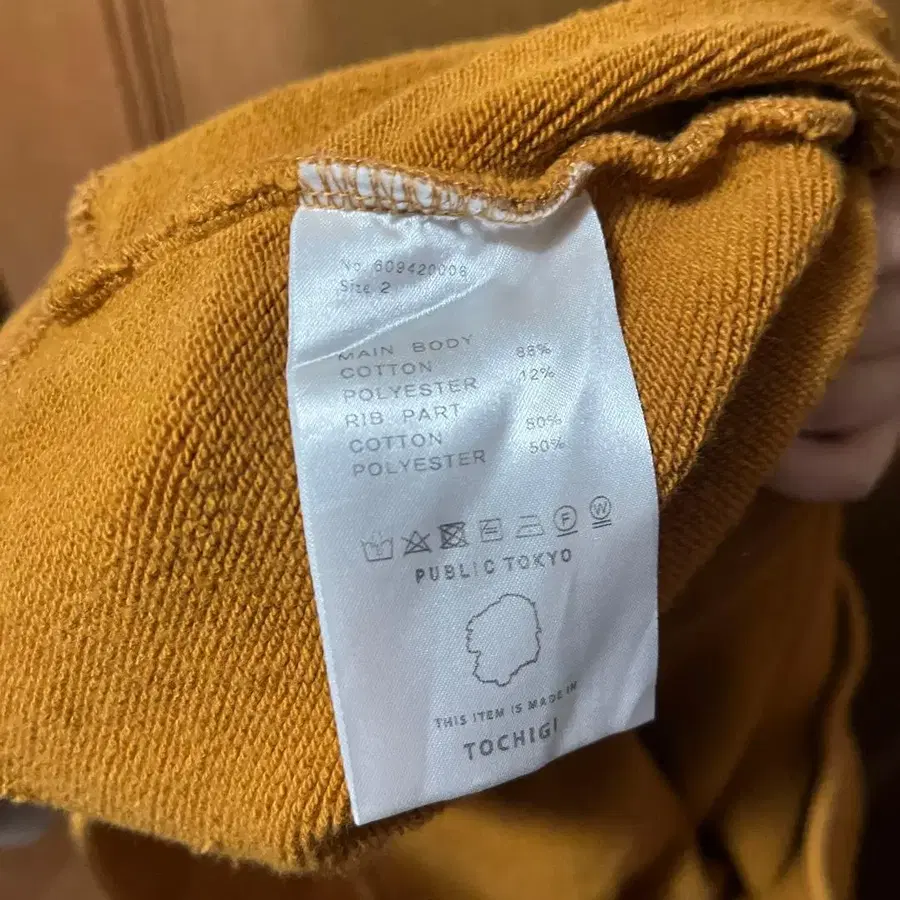 No. 609420006
Size 2
MAIN BODY
COTTON 88%
POLYESTER 12%
RIB PART
COTTON 50%
POLYESTER 50%
F W
PUBLIC TOKYO
THIS ITEM IS MADE IN
TOCHIGI